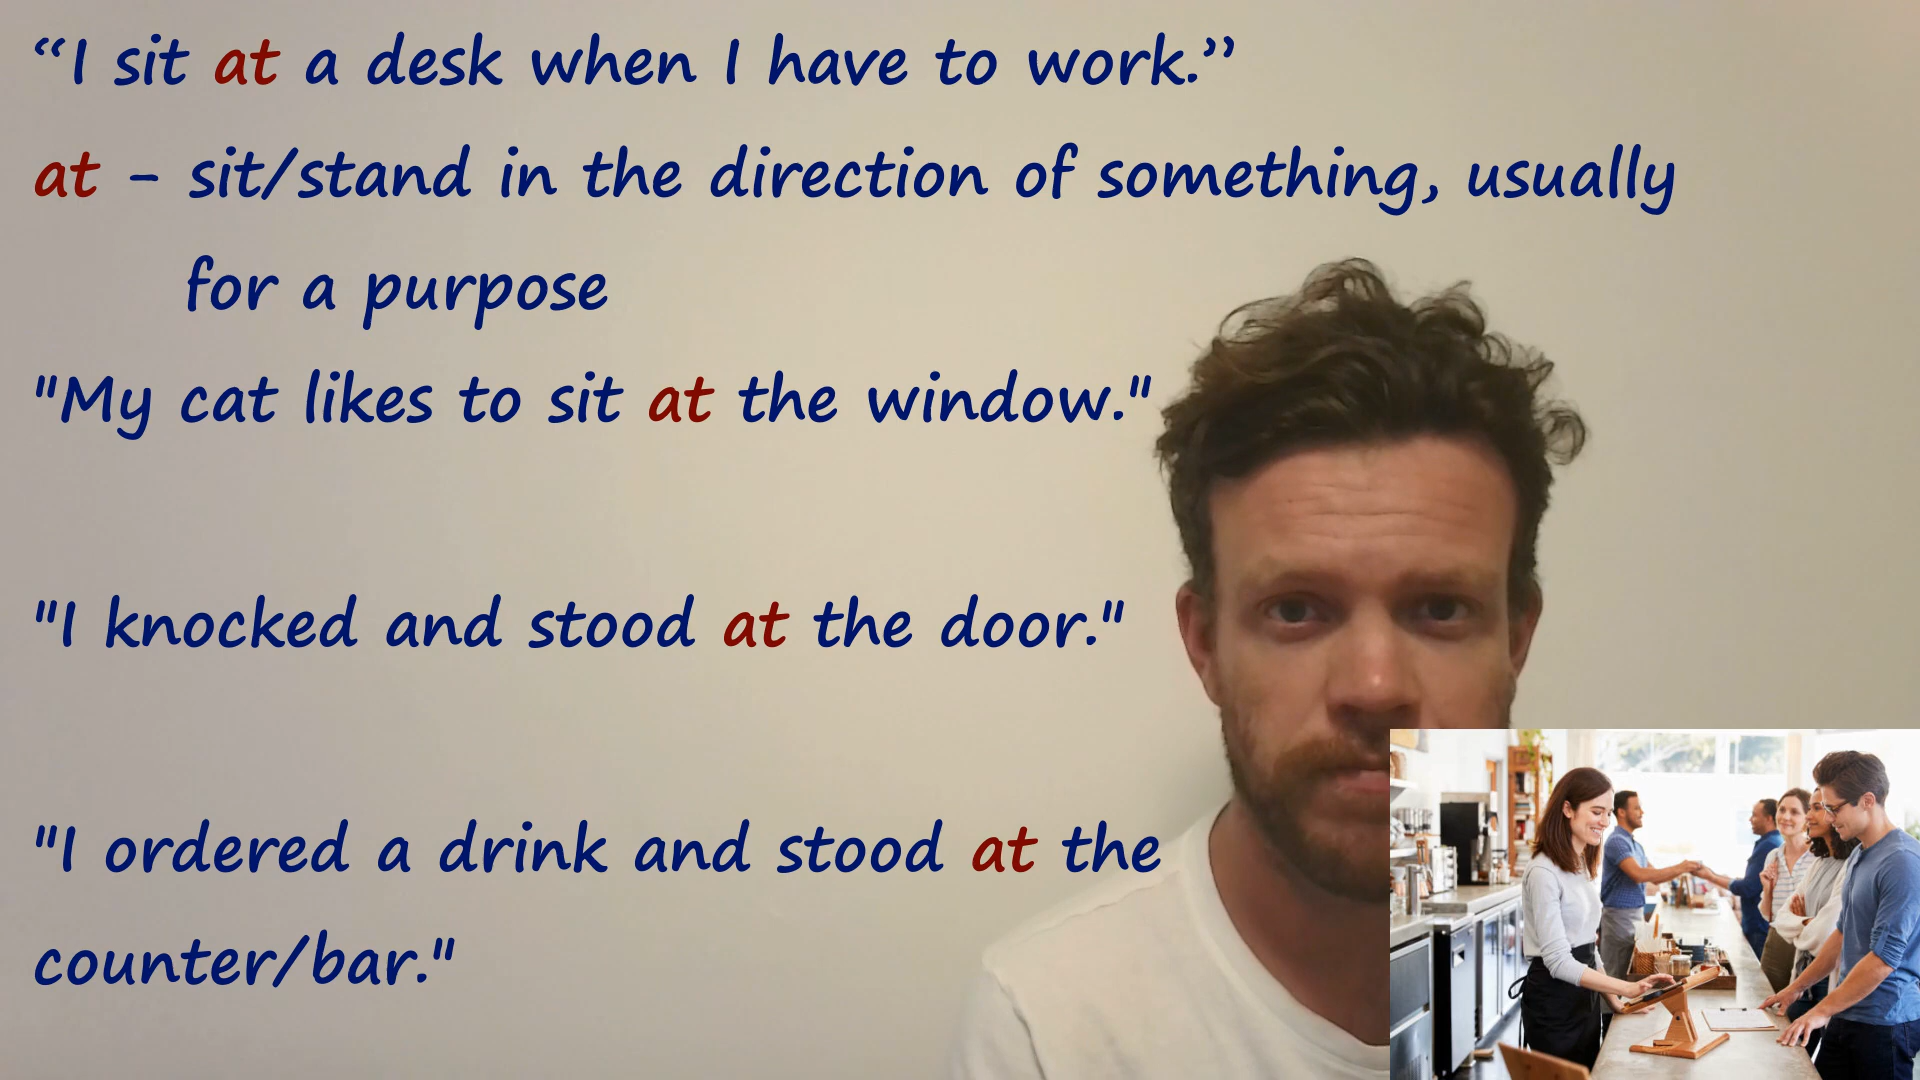 “I sit at a desk when I have to work.”
at - sit/stand in the direction of something, usually
for a purpose
"My cat likes to sit at the window."
"I knocked and stood at the door."
"I ordered a drink and stood at the
counter/bar."